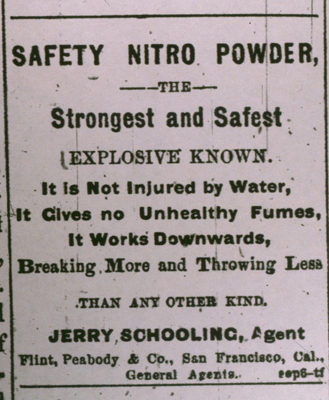 SAFETY NITRO POWDER,
THE
Strongest and Safest
EXPLOSIVE KNOWN.
It is Not Injured by Water,
It Gives no Unhealthy Fumes,
It Works Downwards,
Breaking More and Throwing Less
THAN ANY OTHER KIND.
JERRY SCHOOLING, Agent
Flint, Peabody & Co., San Francisco, Cal.,
General Agents. sep6-tf